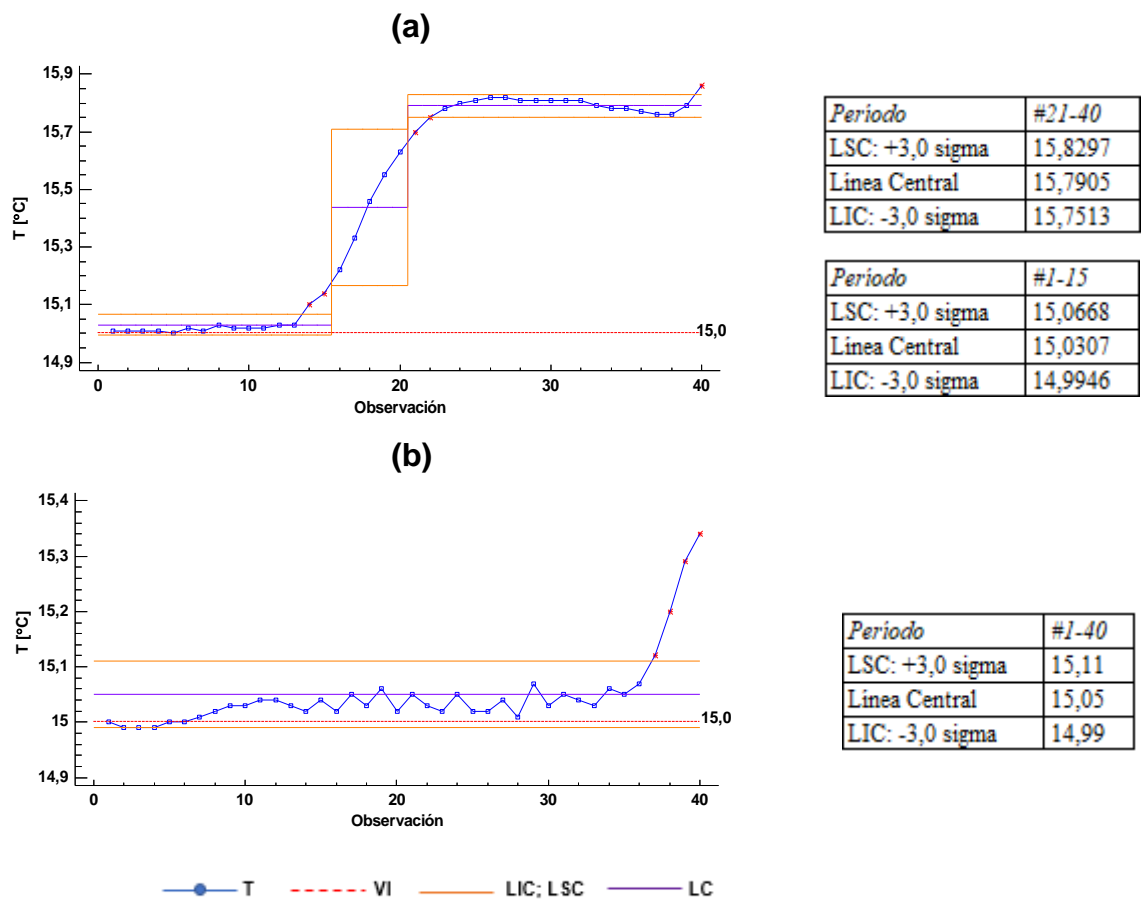 (a)
15,9
15,7
15,5
15,3
15,1
14,9
T [ºC]
15,0
0
10
20
30
40
Observación
Período #21-40
LSC: +3,0 sigma 15,8297
Linea Central 15,7905
LIC: -3,0 sigma 15,7513
Período #1-15
LSC: +3,0 sigma 15,0668
Linea Central 15,0307
LIC: -3,0 sigma 14,9946
(b)
15,4
15,3
15,2
15,1
15
14,9
T [ºC]
15,0
0
10
20
30
40
Observación
Período #1-40
LSC: +3,0 sigma 15,11
Linea Central 15,05
LIC: -3,0 sigma 14,99
T VI LIC; LSC LC